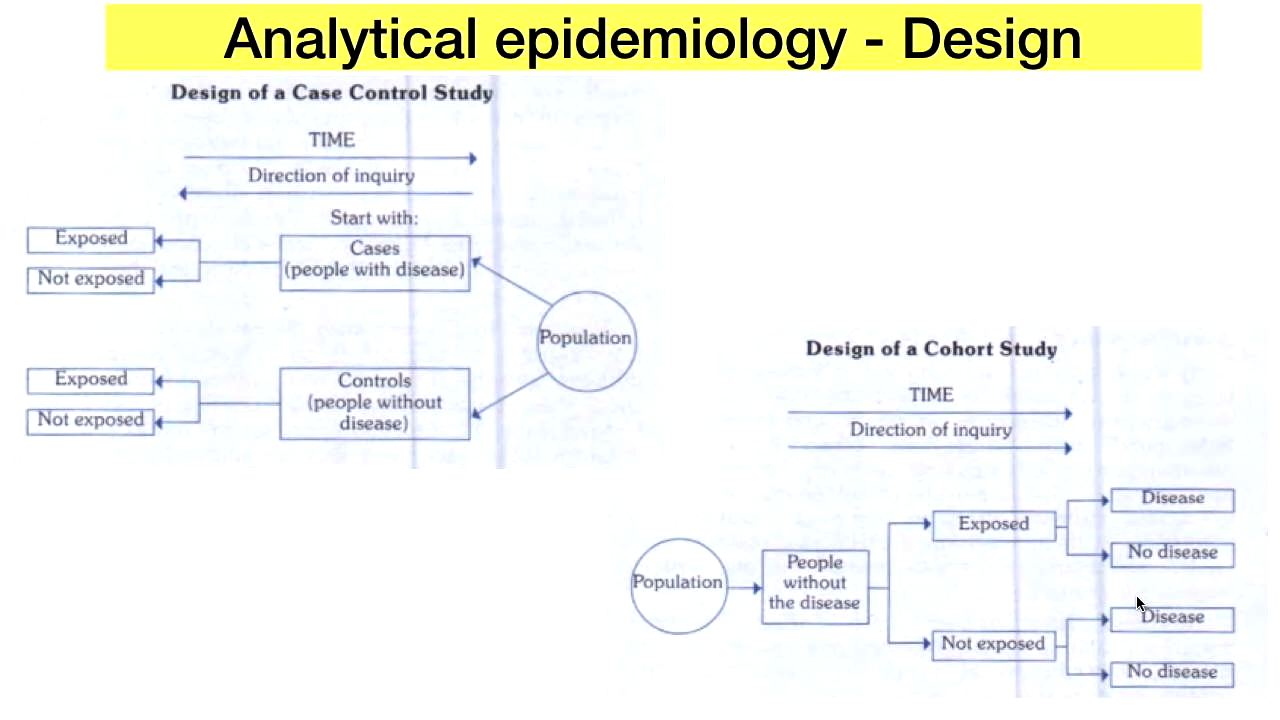 Analytical epidemiology - Design
Design of a Case Control Study
TIME
Direction of inquiry
Start with:
Exposed
Not exposed
Cases
(people with disease)
Population
Exposed
Not exposed
Controls
(people without
disease)
Design of a Cohort Study
TIME
Direction of inquiry
Population
People
without
the disease
Exposed
Disease
No disease
Not exposed
Disease
No disease